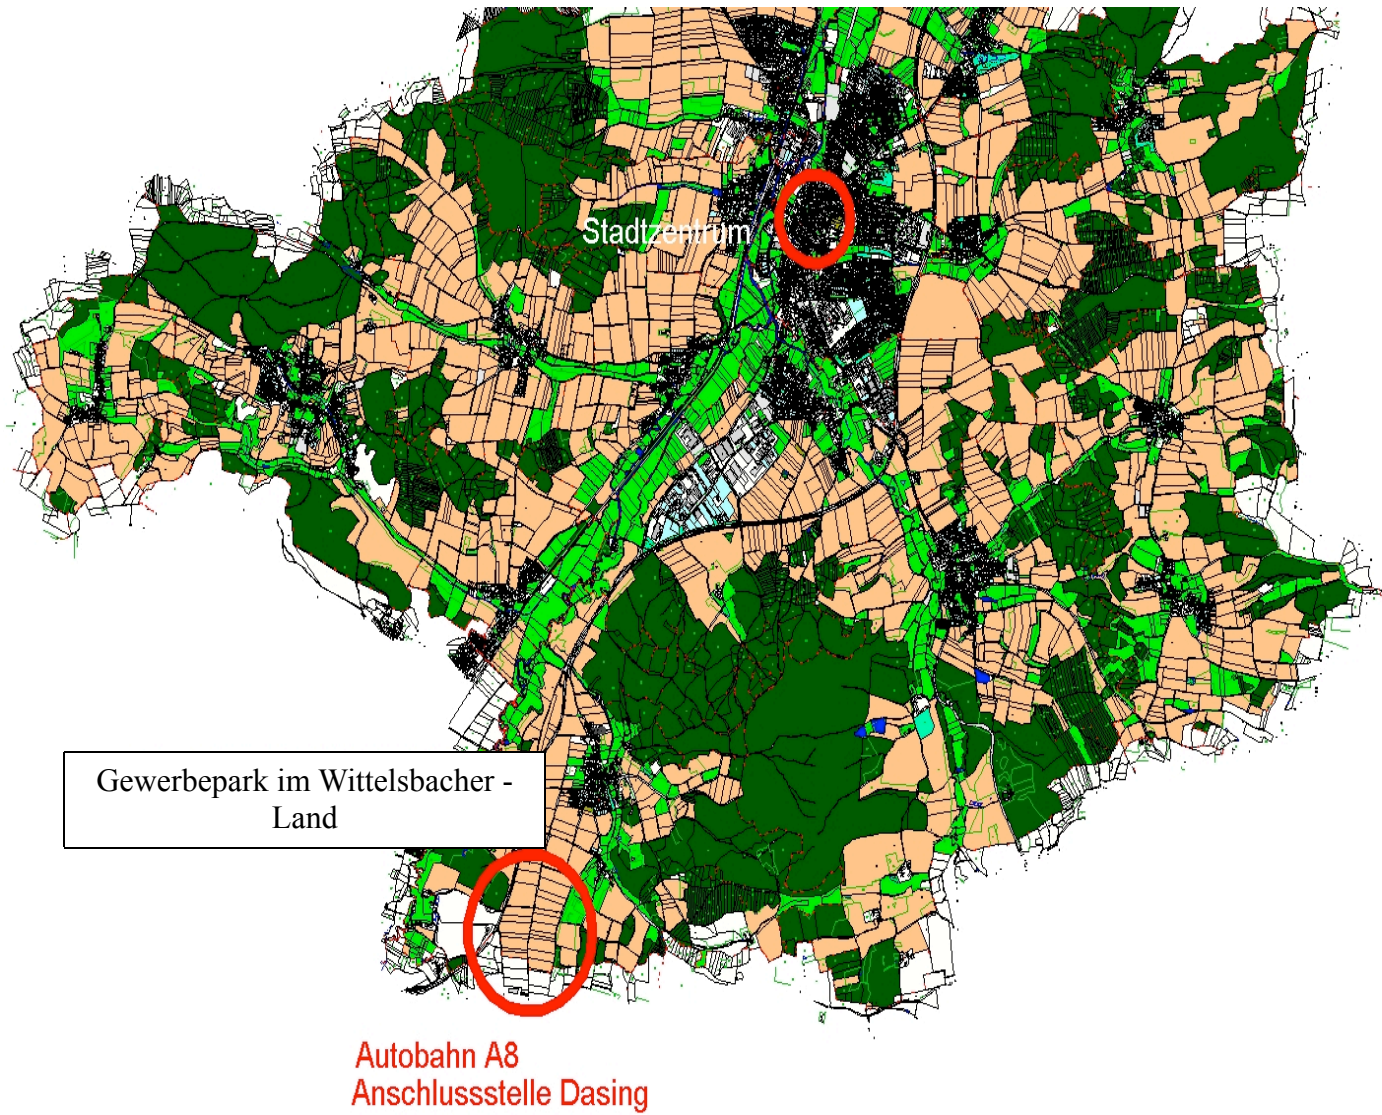 Stadtzentrum
Gewerbepark im Wittelsbacher -
Land
Autobahn A8
Anschlussstelle Dasing